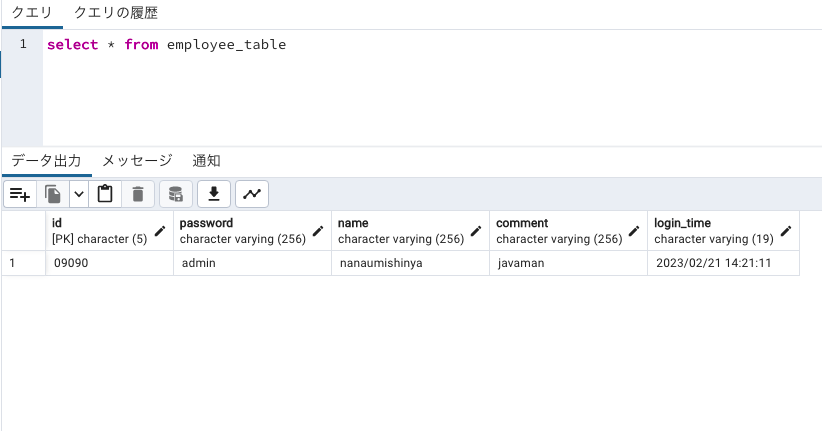 クエリ クエリの履歴
1 select * from employee_table
データ出力 メッセージ 通知
id password name comment login_time
[PK] character (5) character varying (256) character varying (256) character varying (256) character varying (19)
1 09090 admin nanaumishinya javaman 2023/02/21 14:21:11